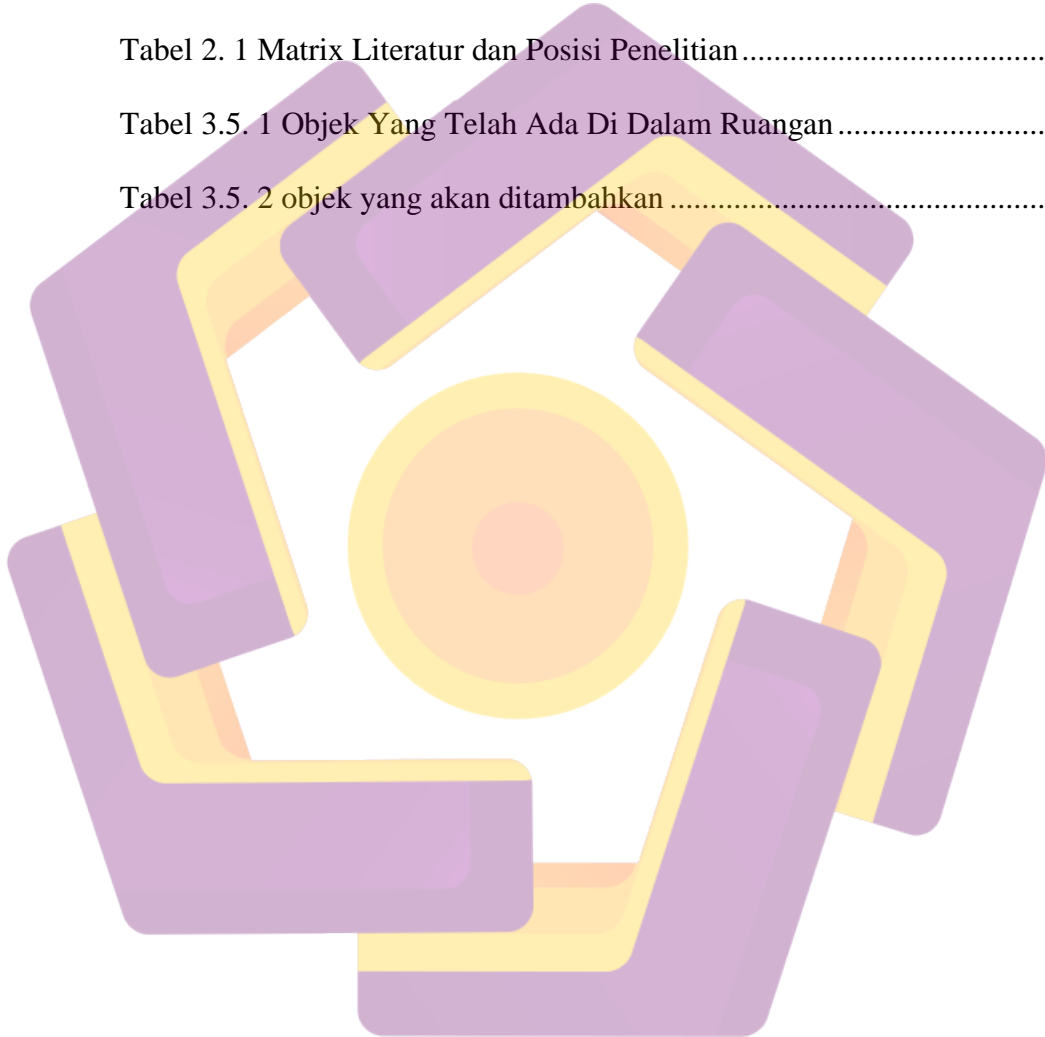 Tabel 2. 1 Matrix Literatur dan Posisi Penelitian......................................
Tabel 3.5. 1 Objek Yang Telah Ada Di Dalam Ruangan..........................
Tabel 3.5. 2 objek yang akan ditambahkan...............................................